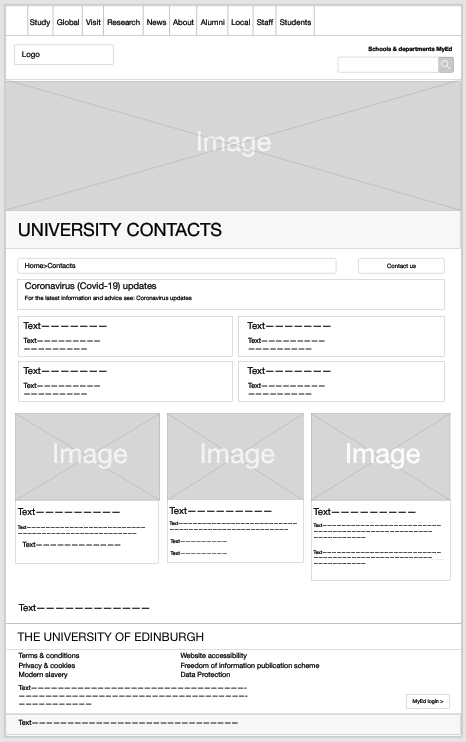 Study Global Visit Research News About Alumni Local Staff Students
Logo
Schools & departments MyEd
Image
UNIVERSITY CONTACTS
Home>Contacts
Contact us
Coronavirus (Covid-19) updates
For the latest information and advice see: Coronavirus updates
Text
Text
Text
Text
Text
Text
Text
Text
Image
Image
Image
Text
Text
Text
Text
Text
Text
Text
Text
Text
Text
Text
THE UNIVERSITY OF EDINBURGH
Terms & conditions
Privacy & cookies
Modern slavery
Website accessibility
Freedom of information publication scheme
Data Protection
Text
MyEd login >
Text